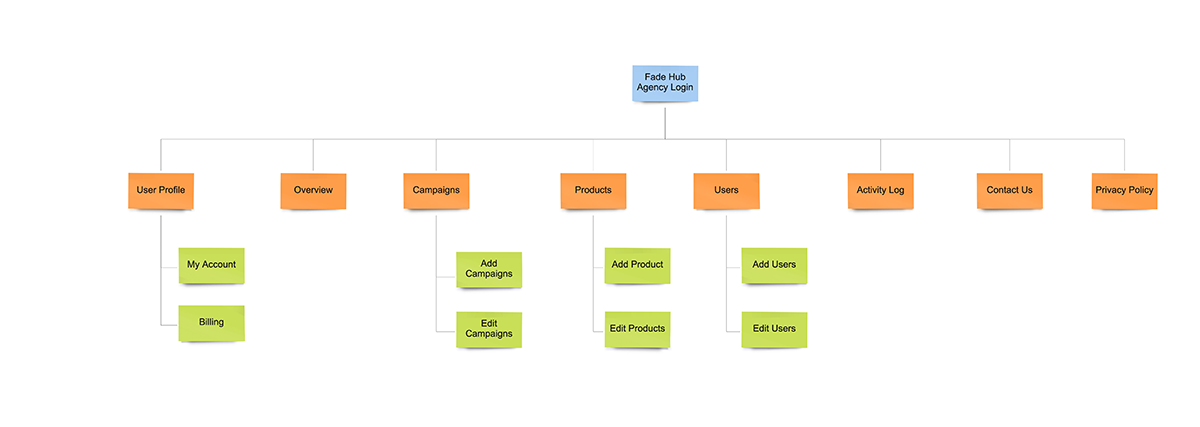 Fade Hub
Agency Login
User Profile
Overview
Campaigns
Products
Users
Activity Log
Contact Us
Privacy Policy
My Account
Add
Campaigns
Add Product
Add Users
Billing
Edit
Campaigns
Edit Products
Edit Users